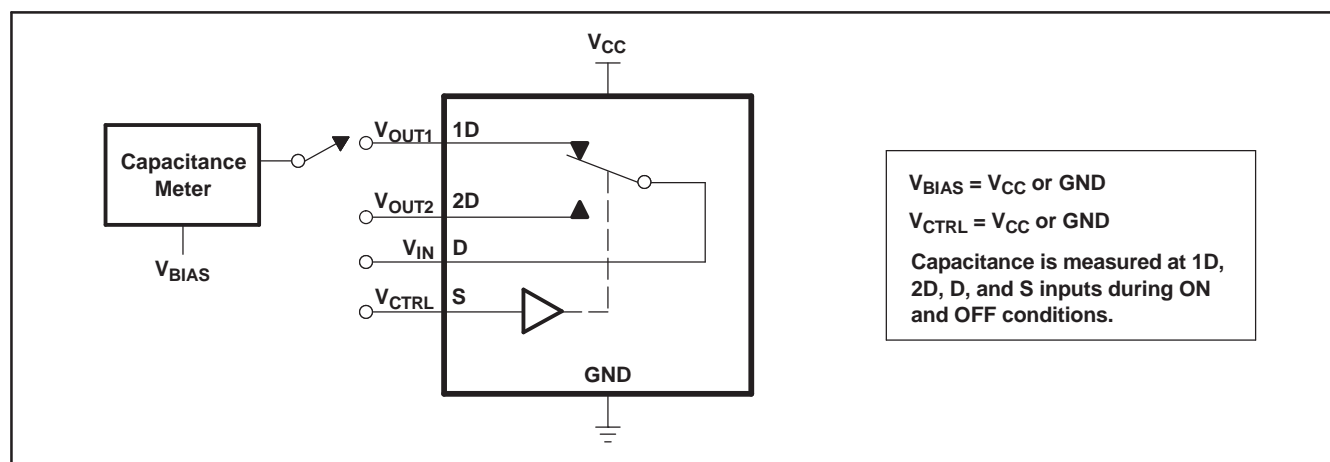 VCC
Capacitance
Meter
VBIAS
VOUT1 1D
VOUT2 2D
VIN D
VCTRL S
GND
VBIAS = VCC or GND
VCTRL = VCC or GND
Capacitance is measured at 1D,
2D, D, and S inputs during ON
and OFF conditions.